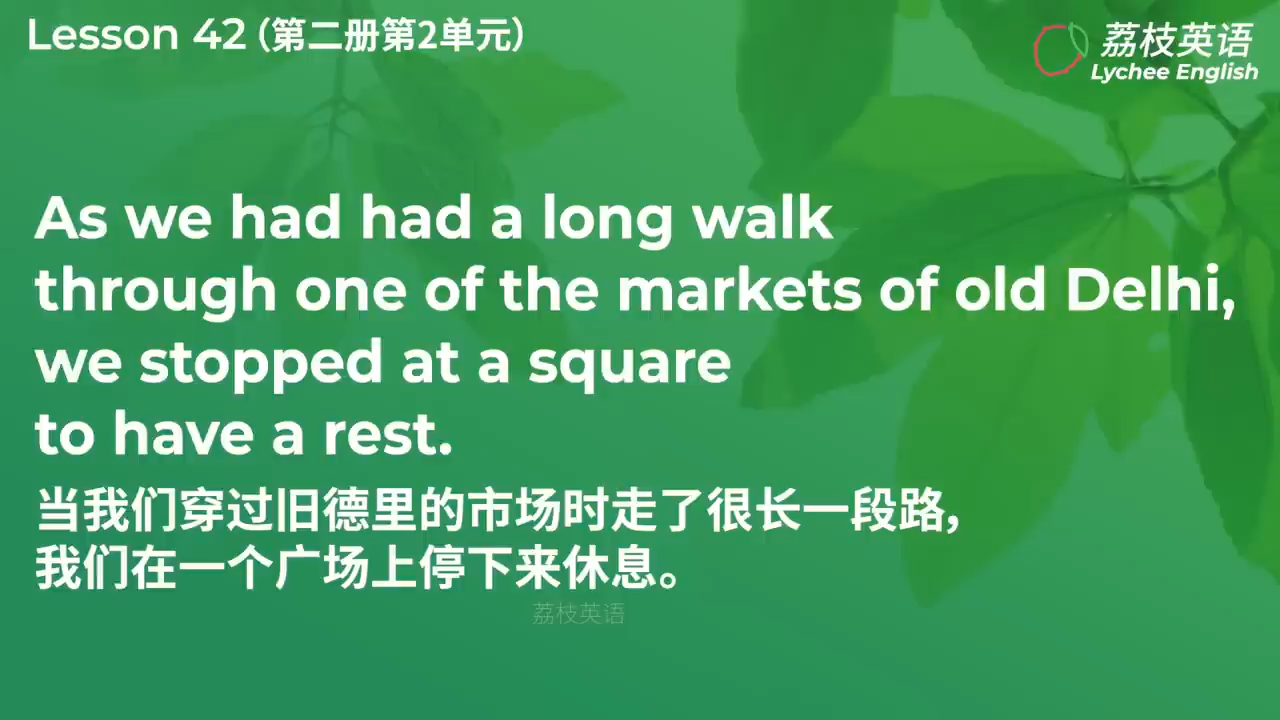 Lesson 42（第二册第2单元）
荔枝英语
Lychee English
As we had had a long walk
through one of the markets of old Delhi,
we stopped at a square
to have a rest.
当我们穿过旧德里的市场时走了很长一段路,
我们在一个广场上停下来休息。
荔枝英语